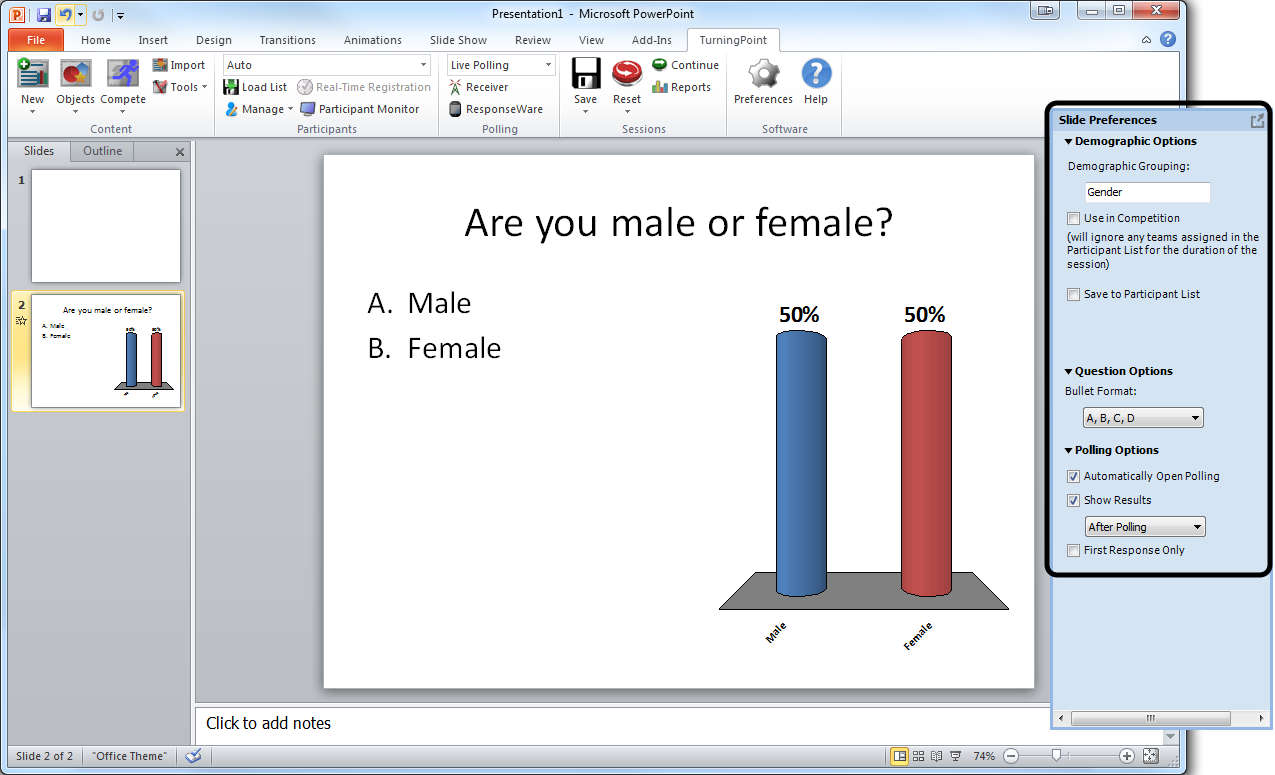 Presentation1 - Microsoft PowerPoint
File Home Insert Design Transitions Animations Slide Show Review View Add-Ins TurningPoint
New
Objects
Compete
Import
Tools
Content
Auto
Load List Real-Time Registration
Manage Participant Monitor
Participants
Live Polling
Receiver
ResponseWare
Polling
Save
Reset
Continue
Reports
Sessions
Preferences
Help
Software
Slides Outline
1
2
Are you male or female?
A. Male
B. Female
50% 50%
Are you male or female?
A. Male
B. Female
50% 50%
Male Female
Click to add notes
Slide Preferences
Demographic Options
Demographic Grouping:
Gender
Use in Competition
(will ignore any teams assigned in the
Participant List for the duration of the
session)
Save to Participant List
Question Options
Bullet Format:
A, B, C, D
Polling Options
Automatically Open Polling
Show Results
After Polling
First Response Only
Slide 2 of 2 "Office Theme" 74%